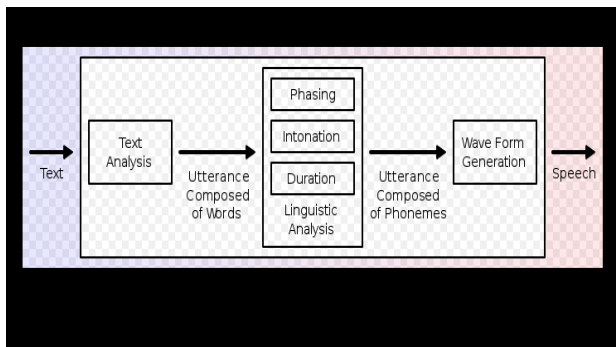 Text
Text
Analysis
Utterance
Composed
of Words
Phasing
Intonation
Duration
Linguistic
Analysis
Utterance
Composed
of Phonemes
Wave Form
Generation
Speech